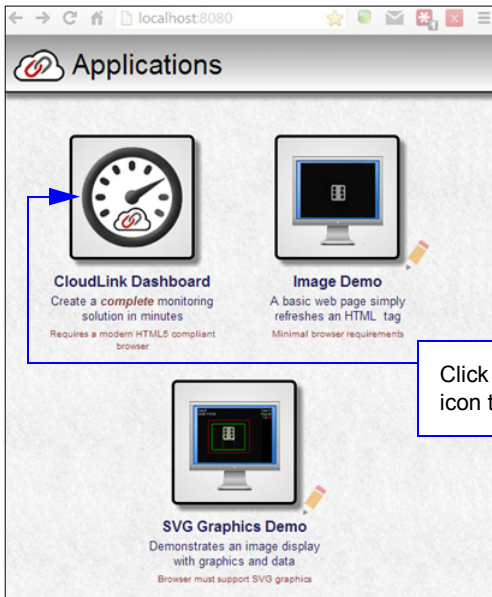 localhost:8080
Applications
CloudLink Dashboard
Create a complete monitoring
solution in minutes
Requires a modern HTML5 compliant
browser
Image Demo
A basic web page simply
refreshes an HTML tag
Minimal browser requirements
Click
icon t
SVG Graphics Demo
Demonstrates an image display
with graphics and data
Browser must support SVG graphics